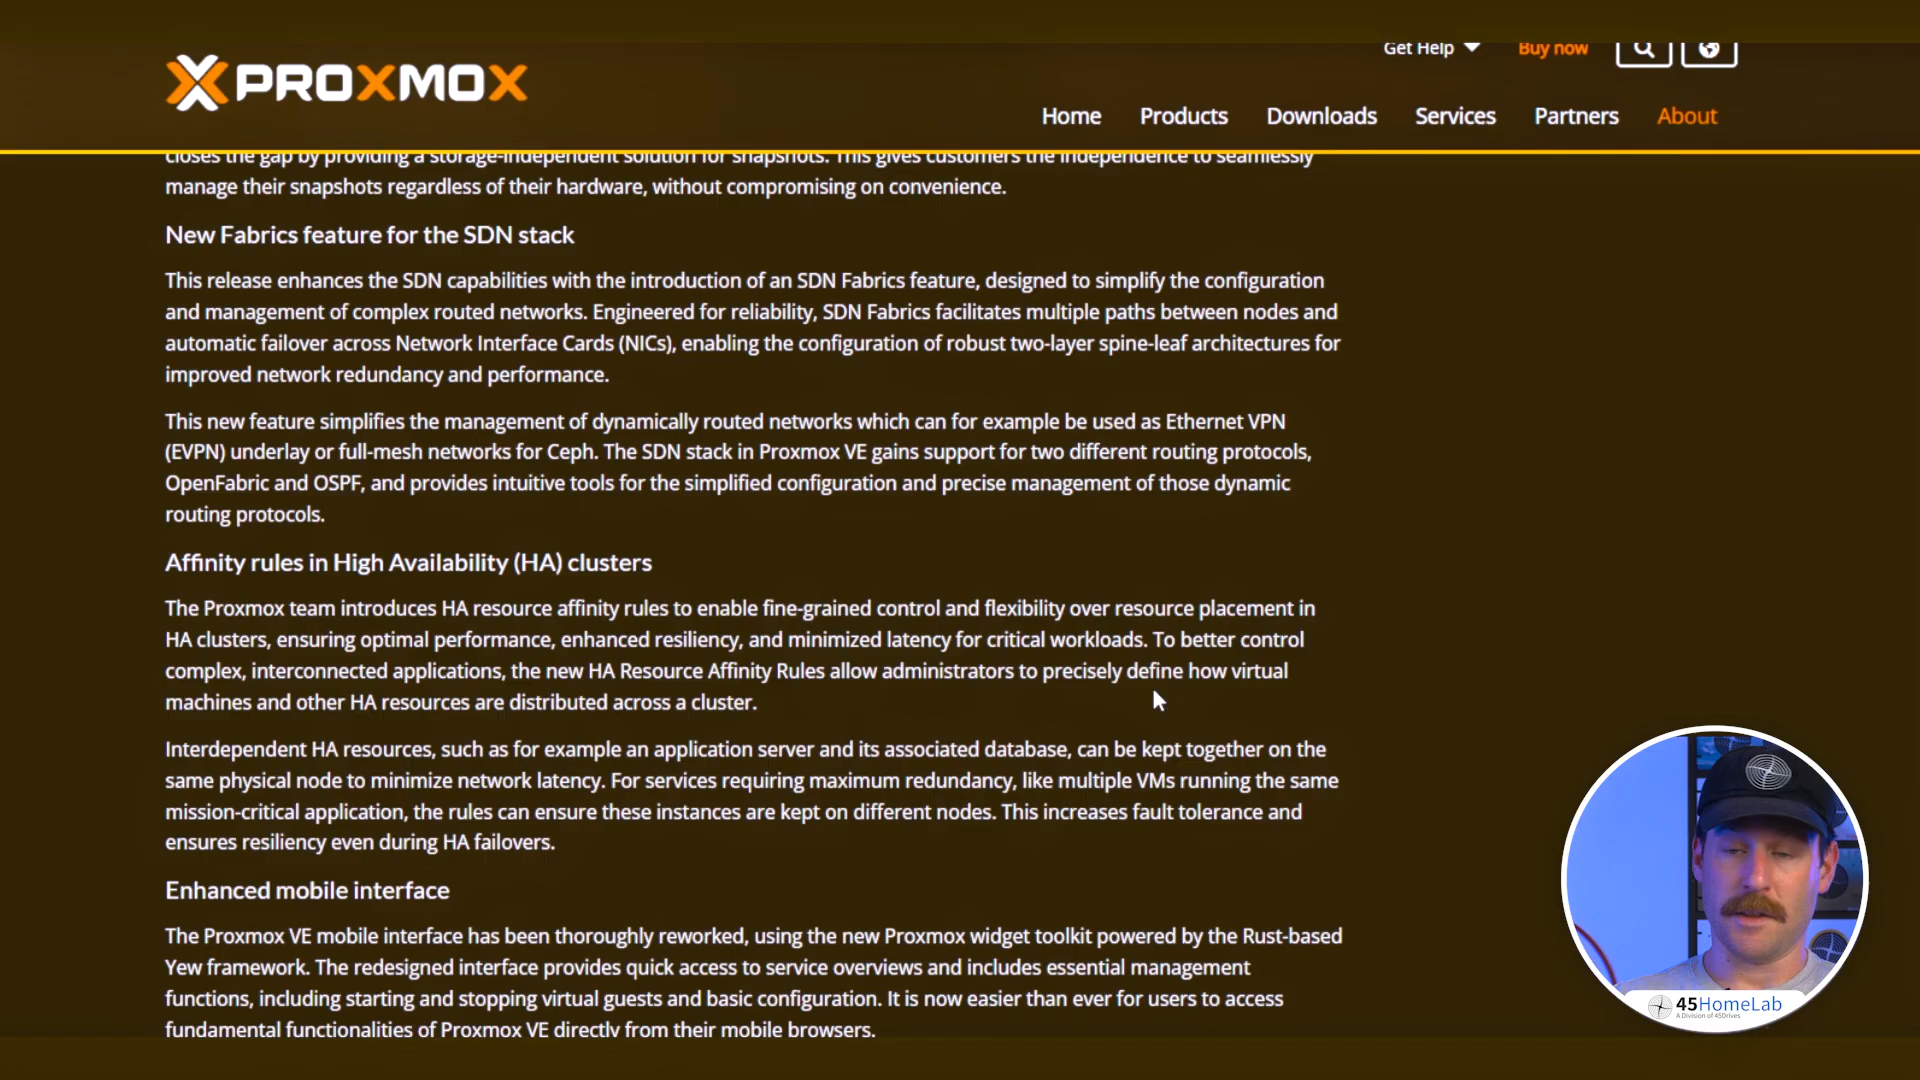 Get Help
Buy now
PROXMOX
Home
Products
Downloads
Services
Partners
About
closes the gap by providing a storage-independent solution for snapshots. This gives customers the independence to seamlessly
manage their snapshots regardless of their hardware, without compromising on convenience.
New Fabrics feature for the SDN stack
This release enhances the SDN capabilities with the introduction of an SDN Fabrics feature, designed to simplify the configuration
and management of complex routed networks. Engineered for reliability, SDN Fabrics facilitates multiple paths between nodes and
automatic failover across Network Interface Cards (NICs), enabling the configuration of robust two-layer spine-leaf architectures for
improved network redundancy and performance.
This new feature simplifies the management of dynamically routed networks which can for example be used as Ethernet VPN
(EVPN) underlay or full-mesh networks for Ceph. The SDN stack in Proxmox VE gains support for two different routing protocols,
OpenFabric and OSPF, and provides intuitive tools for the simplified configuration and precise management of those dynamic
routing protocols.
Affinity rules in High Availability (HA) clusters
The Proxmox team introduces HA resource affinity rules to enable fine-grained control and flexibility over resource placement in
HA clusters, ensuring optimal performance, enhanced resiliency, and minimized latency for critical workloads. To better control
complex, interconnected applications, the new HA Resource Affinity Rules allow administrators to precisely define how virtual
machines and other HA resources are distributed across a cluster.
Interdependent HA resources, such as for example an application server and its associated database, can be kept together on the
same physical node to minimize network latency. For services requiring maximum redundancy, like multiple VMs running the same
mission-critical application, the rules can ensure these instances are kept on different nodes. This increases fault tolerance and
ensures resiliency even during HA failovers.
Enhanced mobile interface
The Proxmox VE mobile interface has been thoroughly reworked, using the new Proxmox widget toolkit powered by the Rust-based
Yew framework. The redesigned interface provides quick access to service overviews and includes essential management
functions, including starting and stopping virtual guests and basic configuration. It is now easier than ever for users to access
fundamental functionalities of Proxmox VE directly from their mobile browsers.
45HomeLab
A Division of 45Drives